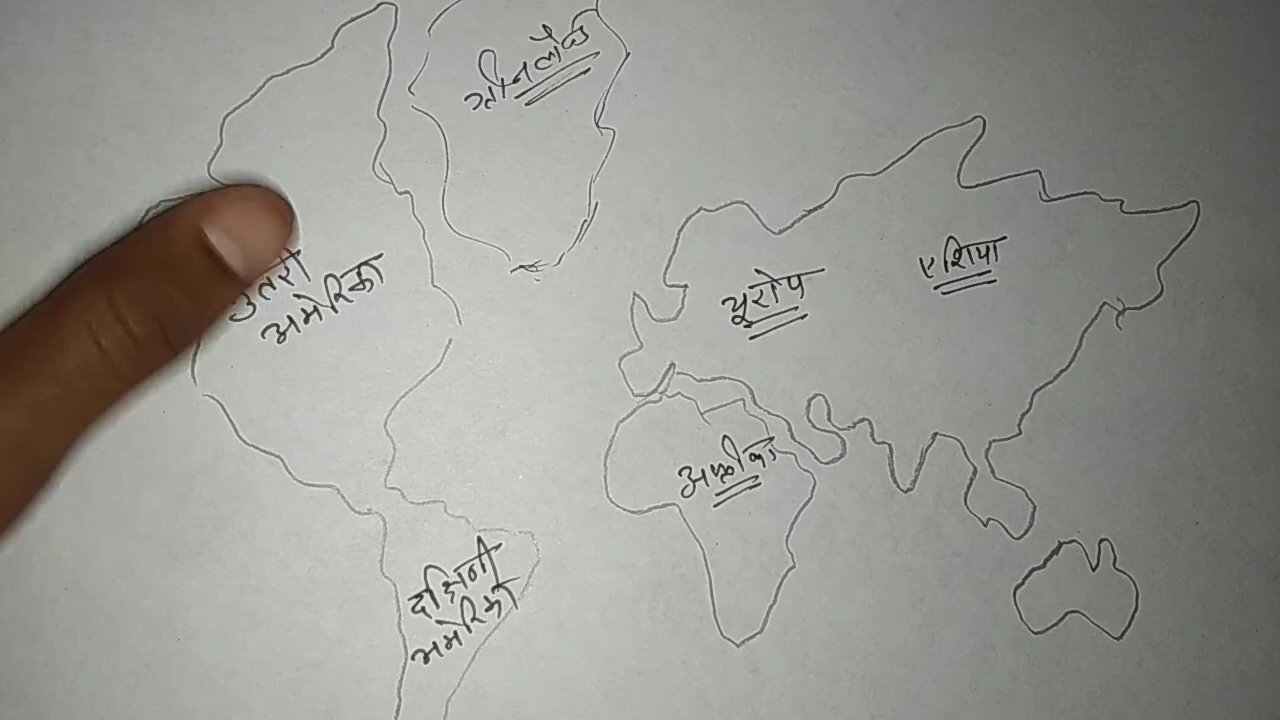 ग्रीनलैण्ड
उत्तरी
अमेरिका
यूरोप
एशिया
अफ्रीका
दक्षिणी
अमेरिका